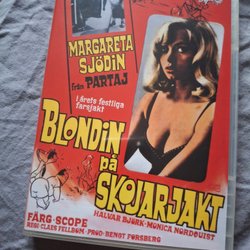 MARGARETA
SJÖDIN
från PARTAJ
i årets festliga
farsjakt
BLONDIN
på
SKOJARJAKT
HALVAR BJÖRK · MONICA NORDQUIST
FÄRG · SCOPE
REGI CLAES FELLBOM · PROD: BENGT FORSBERG